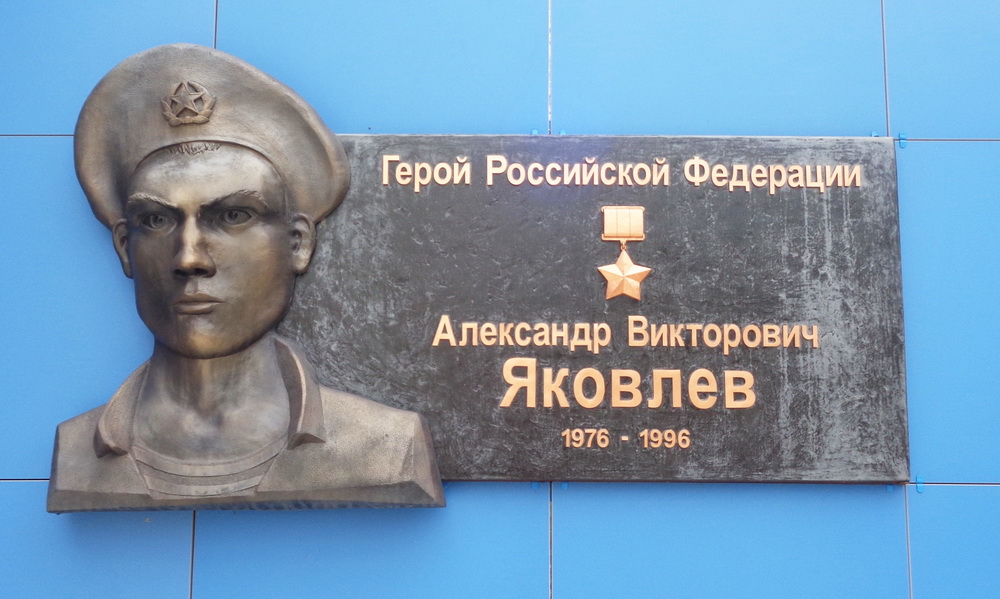 Герой Российской Федерации
Александр Викторович
Яковлев
1976 - 1996